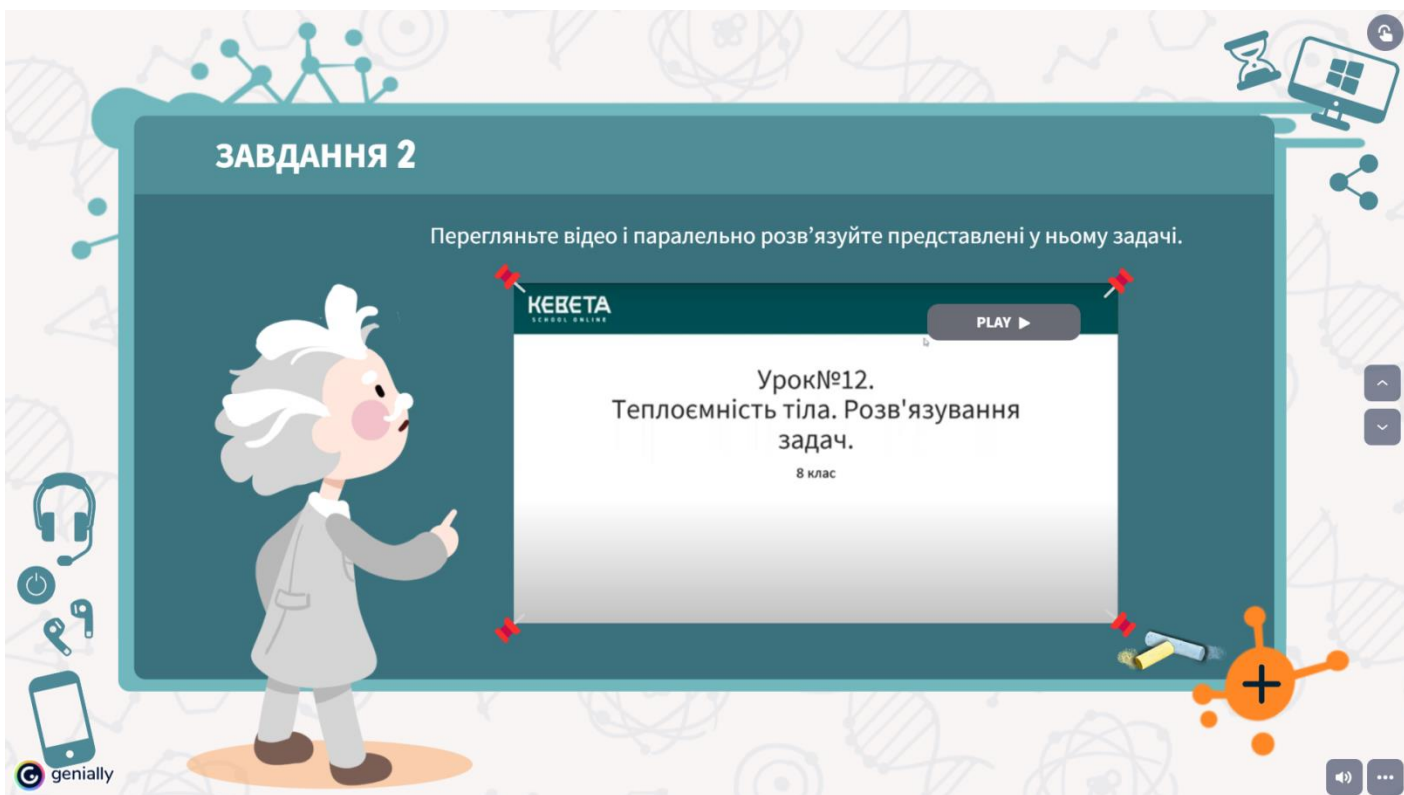 ЗАВДАННЯ 2
Перегляньте відео і паралельно розв’язуйте представлені у ньому задачі.
КЕВЕТА
SCHOOL ONLINE
PLAY
Урок№12.
Теплоємність тіла. Розв'язування
задач.
8 клас
genially